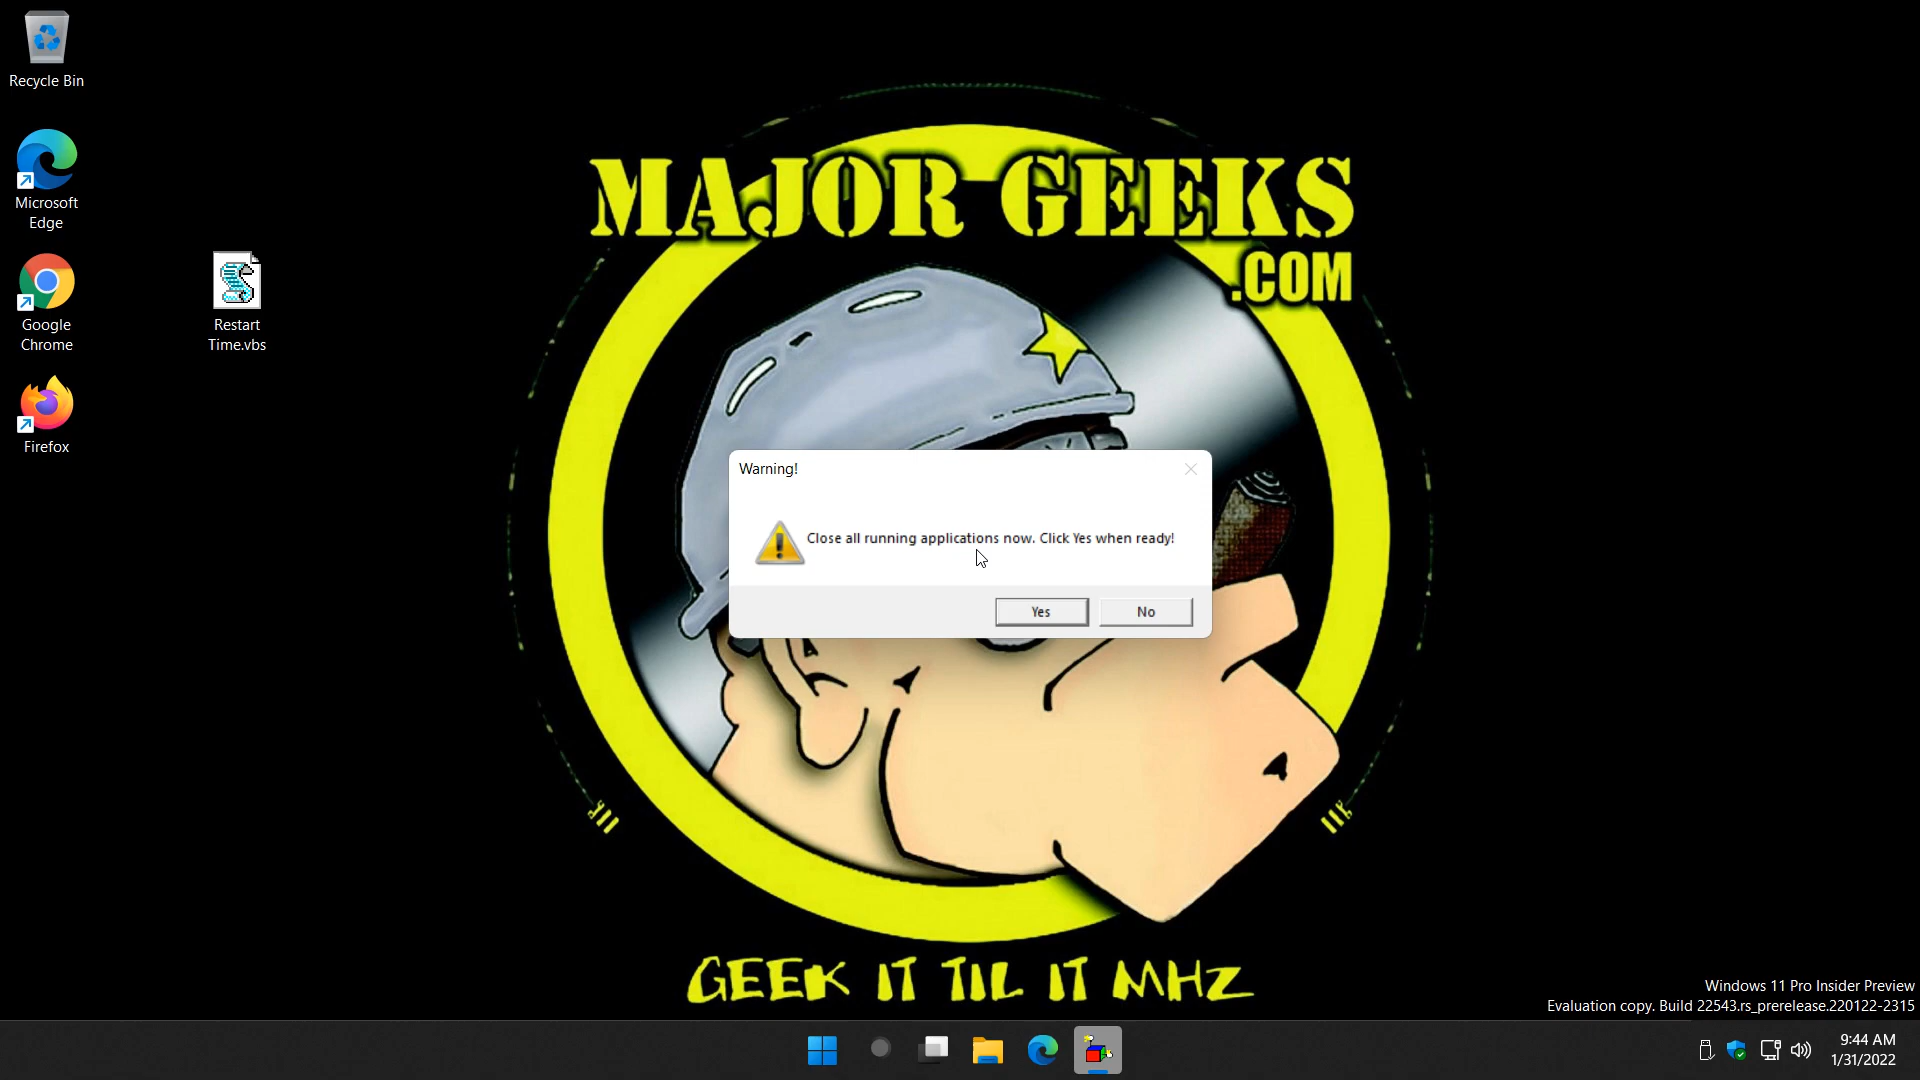 Recycle Bin
Microsoft
Edge
Google
Chrome
Firefox
Restart
Time.vbs
MAJOR GEEKS
.COM
Warning!
Close all running applications now. Click Yes when ready!
Yes
No
GEEK IT TIL IT MHZ
Windows 11 Pro Insider Preview
Evaluation copy. Build 22543.rs_prerelease.220122-2315
9:44 AM
1/31/2022